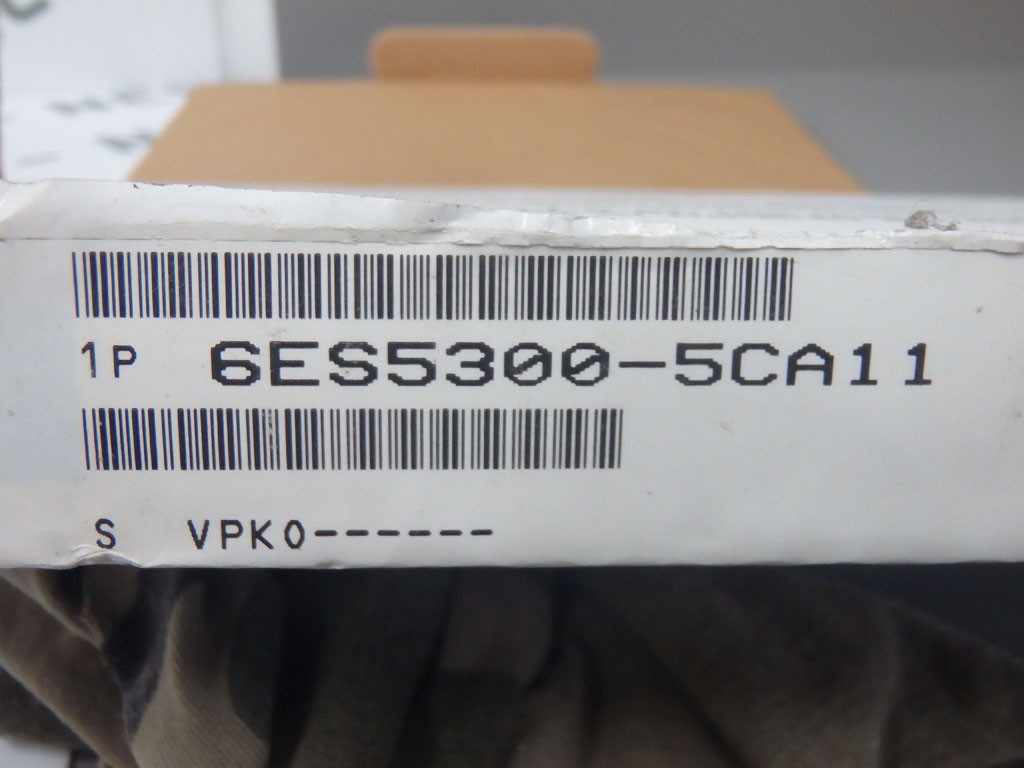 1P 6ES5300-5CA11
S VPK0------